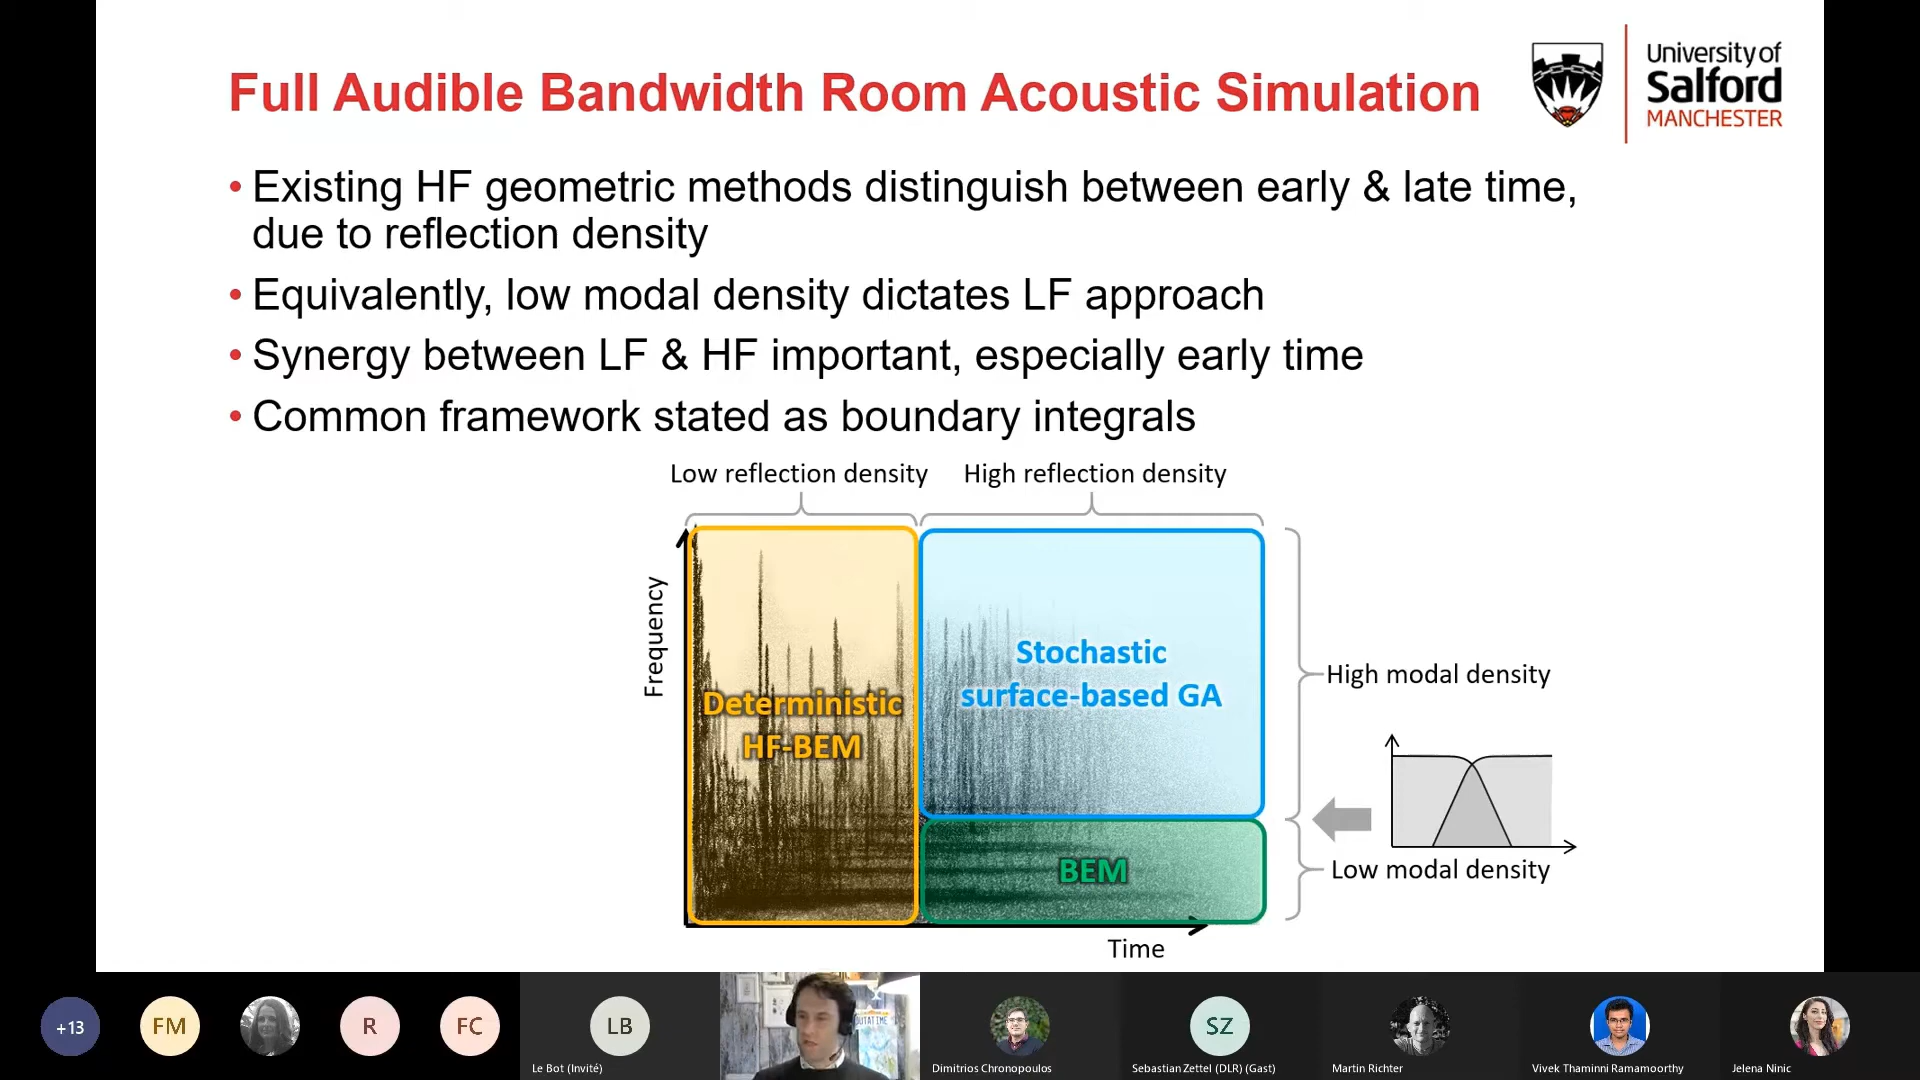 Full Audible Bandwidth Room Acoustic Simulation
University of
Salford
MANCHESTER
• Existing HF geometric methods distinguish between early & late time,
due to reflection density
• Equivalently, low modal density dictates LF approach
• Synergy between LF & HF important, especially early time
• Common framework stated as boundary integrals
Low reflection density
High reflection density
Frequency
Deterministic
HF-BEM
Stochastic
surface-based GA
BEM
High modal density
Low modal density
Time
+13
FM
R
FC
LB
Le Bot (Invité)
Dimitrios Chronopoulos
SZ
Sebastian Zettel (DLR) (Gast)
Martin Richter
Vivek Thaminni Ramamoorthy
Jelena Ninic